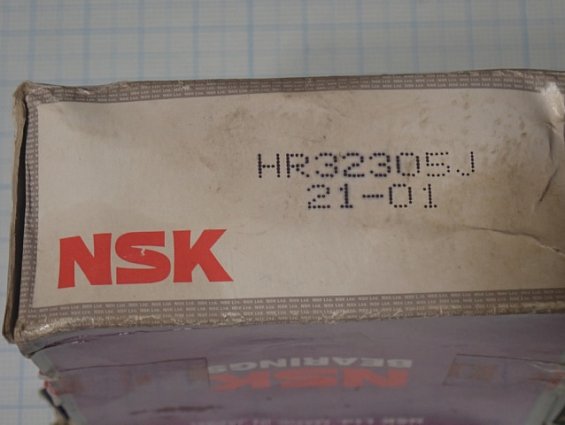 HR32305J
21-01
NSK
NSK
BEARINGS